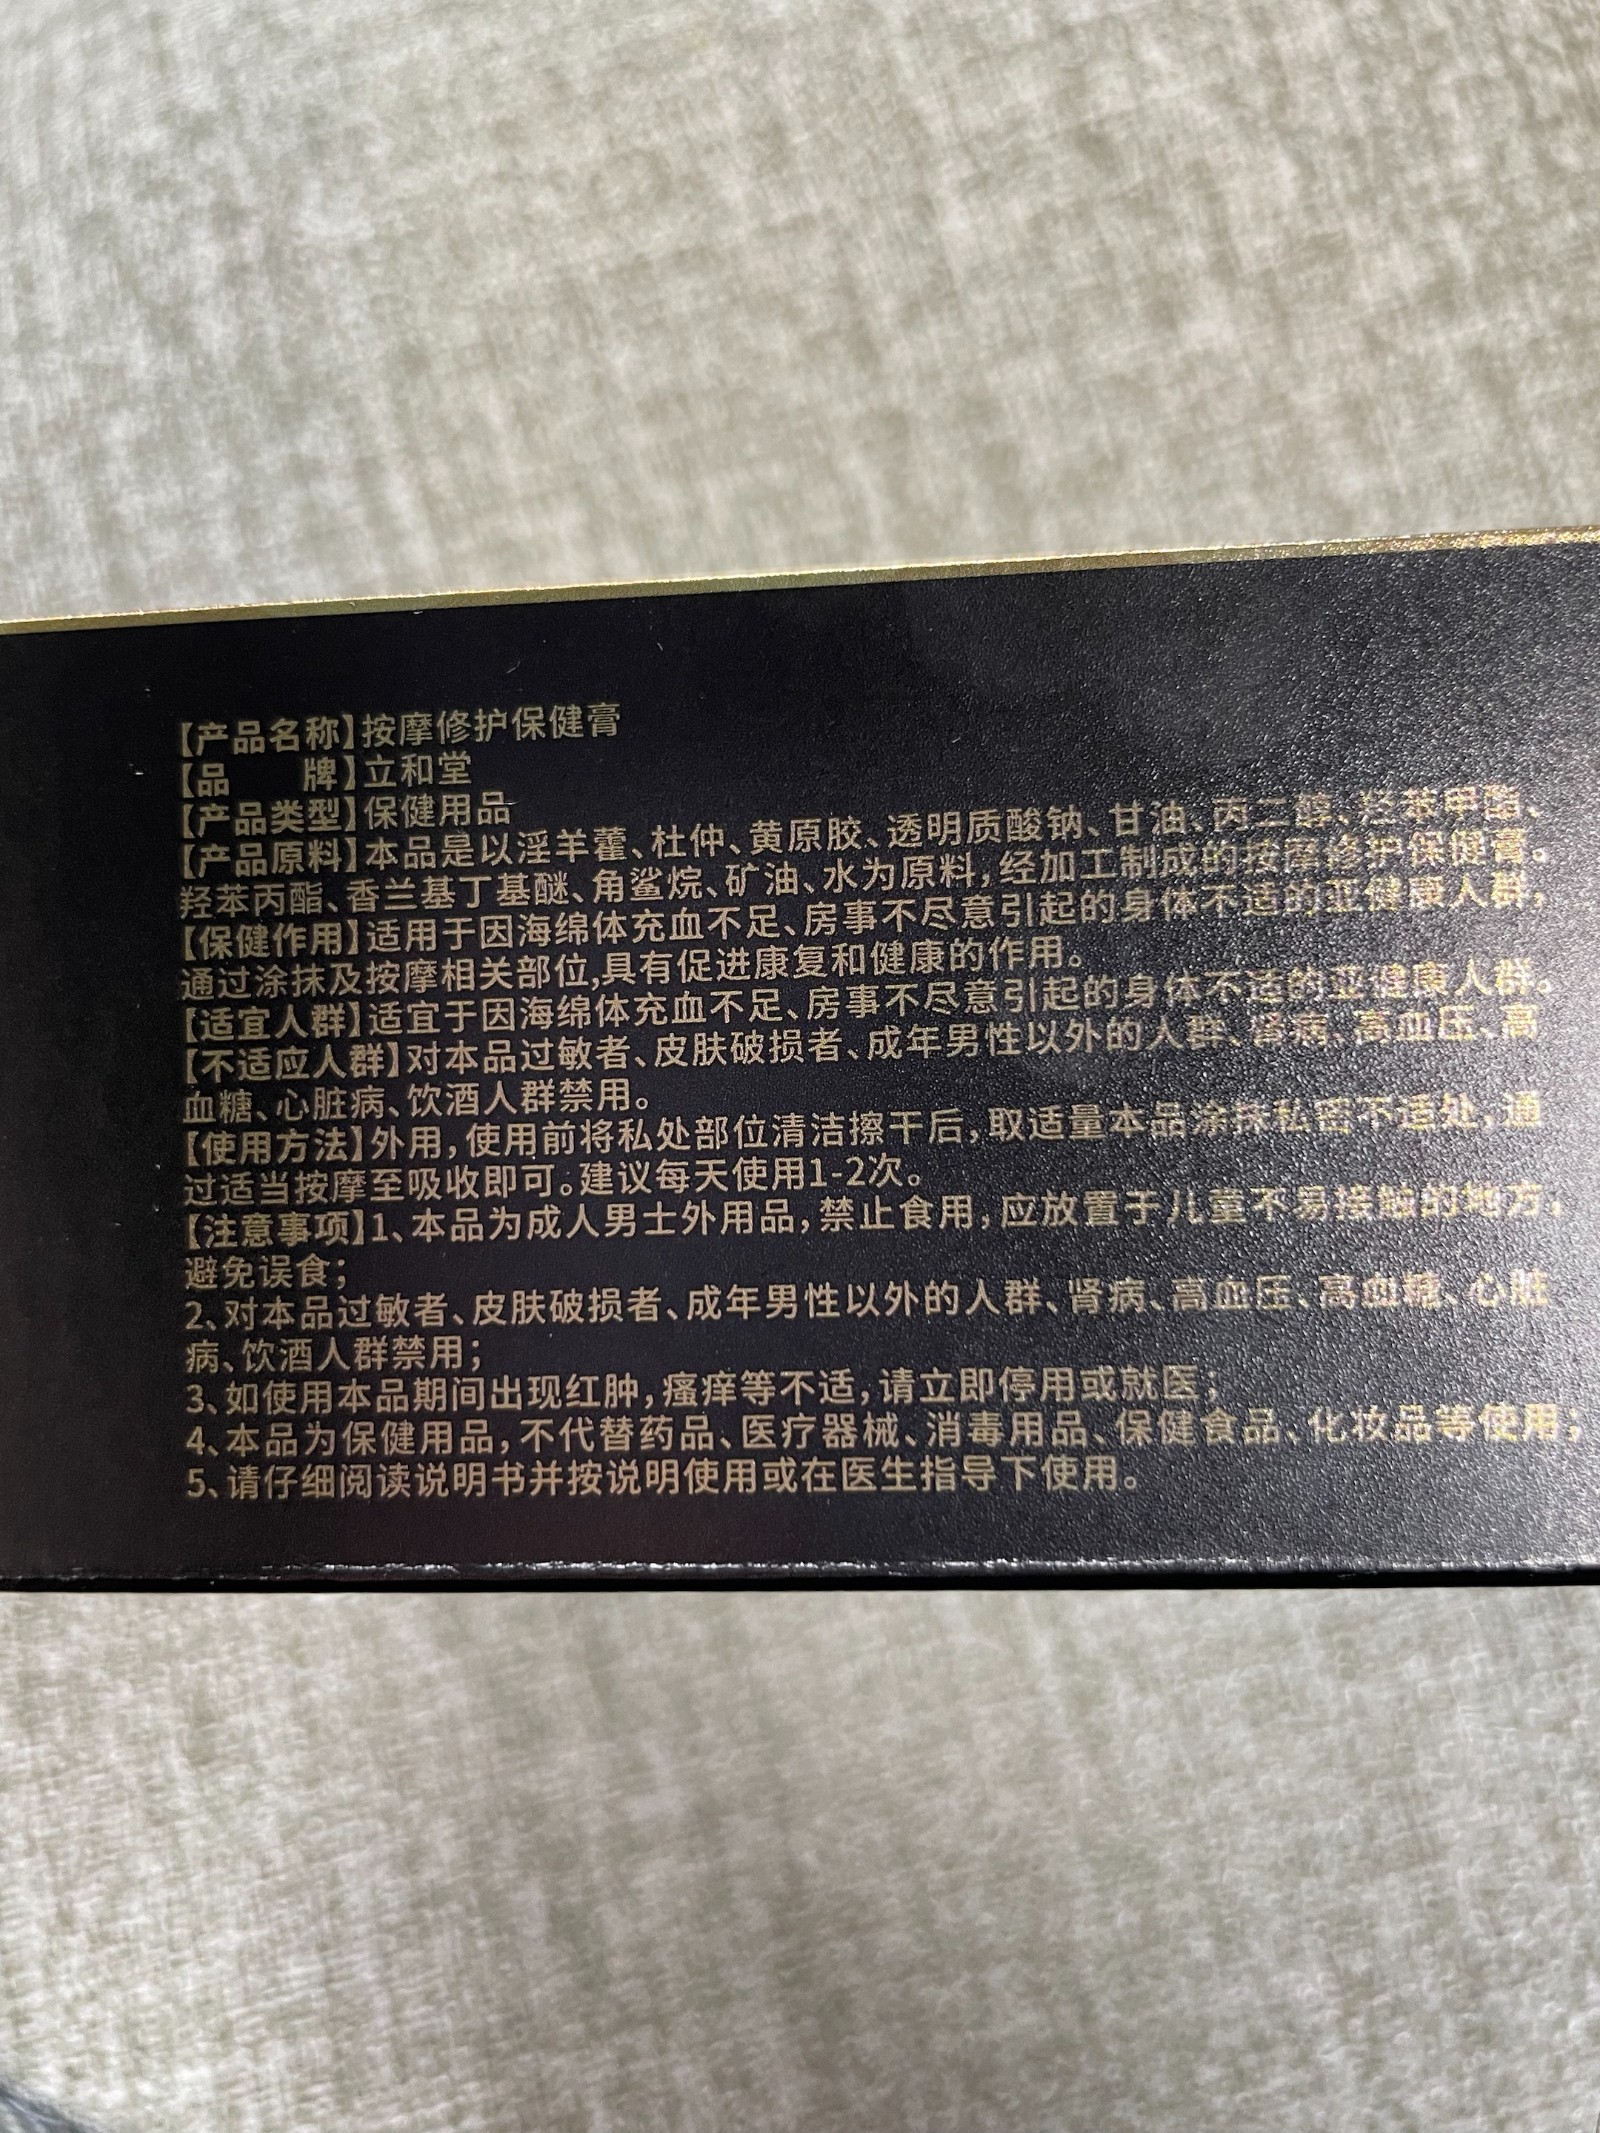 【产品名称】按摩修护保健膏
【品　　牌】立和堂
【产品类型】保健用品
【产品原料】本品是以淫羊藿、杜仲、黄原胶、透明质酸钠、甘油、丙二醇、羟苯甲酯、
羟苯丙酯、香兰基丁基醚、角鲨烷、矿油、水为原料,经加工制成的按摩修护保健膏。
【保健作用】适用于因海绵体充血不足、房事不尽意引起的身体不适的亚健康人群,
通过涂抹及按摩相关部位,具有促进康复和健康的作用。
【适宜人群】适宜于因海绵体充血不足、房事不尽意引起的身体不适的亚健康人群。
【不适应人群】对本品过敏者、皮肤破损者、成年男性以外的人群、肾病、高血压、高
血糖、心脏病、饮酒人群禁用。
【使用方法】外用,使用前将私处部位清洁擦干后,取适量本品涂抹私密不适处,通
过适当按摩至吸收即可。建议每天使用1-2次。
【注意事项】1、本品为成人男士外用品,禁止食用,应放置于儿童不易接触的地方,
避免误食;
2、对本品过敏者、皮肤破损者、成年男性以外的人群、肾病、高血压、高血糖、心脏
病、饮酒人群禁用;
3、如使用本品期间出现红肿,瘙痒等不适,请立即停用或就医;
4、本品为保健用品,不代替药品、医疗器械、消毒用品、保健食品、化妆品等使用;
5、请仔细阅读说明书并按说明使用或在医生指导下使用。